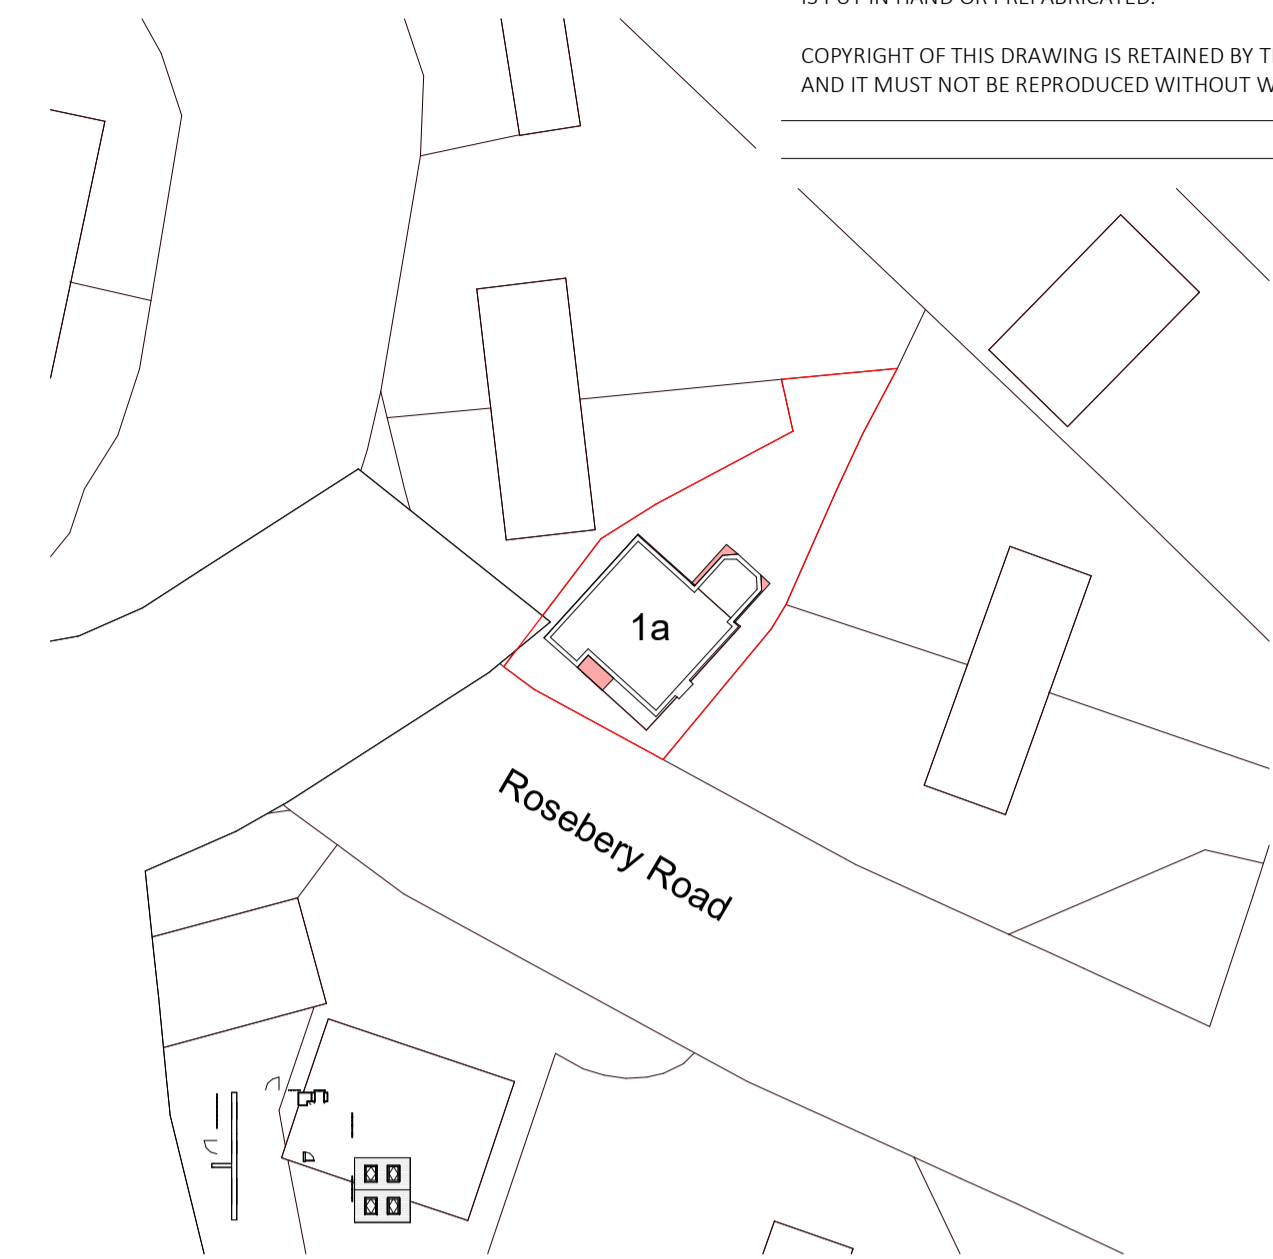 COPYRIGHT OF THIS DRAWING IS RETAINED BY
AND IT MUST NOT BE REPRODUCED WITHOUT
1a
Rosebery Road